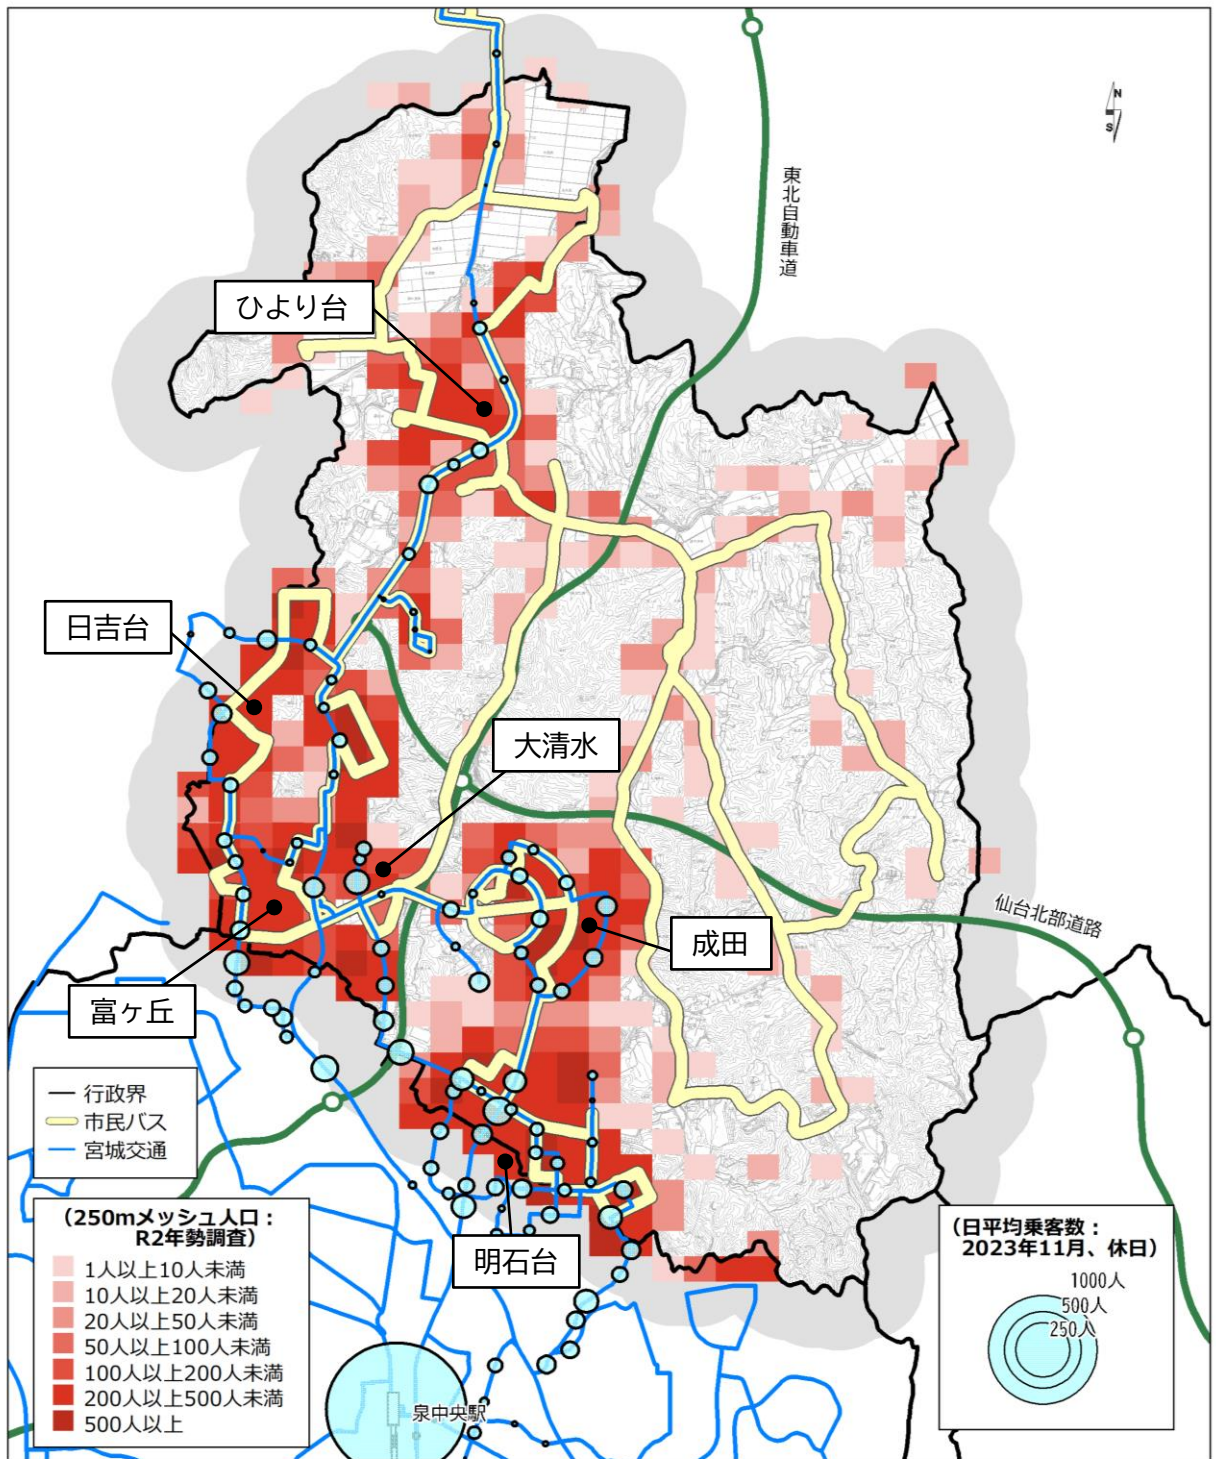 N
S
東北自動車道
ひより台
日吉台
大清水
仙台北部道路
成田
富ヶ丘
行政界
市民バス
宮城交通
(250mメッシュ人口：
R2年勢調査)
1人以上10人未満
10人以上20人未満
20人以上50人未満
50人以上100人未満
100人以上200人未満
200人以上500人未満
500人以上
明石台
泉中央駅
(日平均乗客数：
2023年11月、休日)
1000人
500人
250人